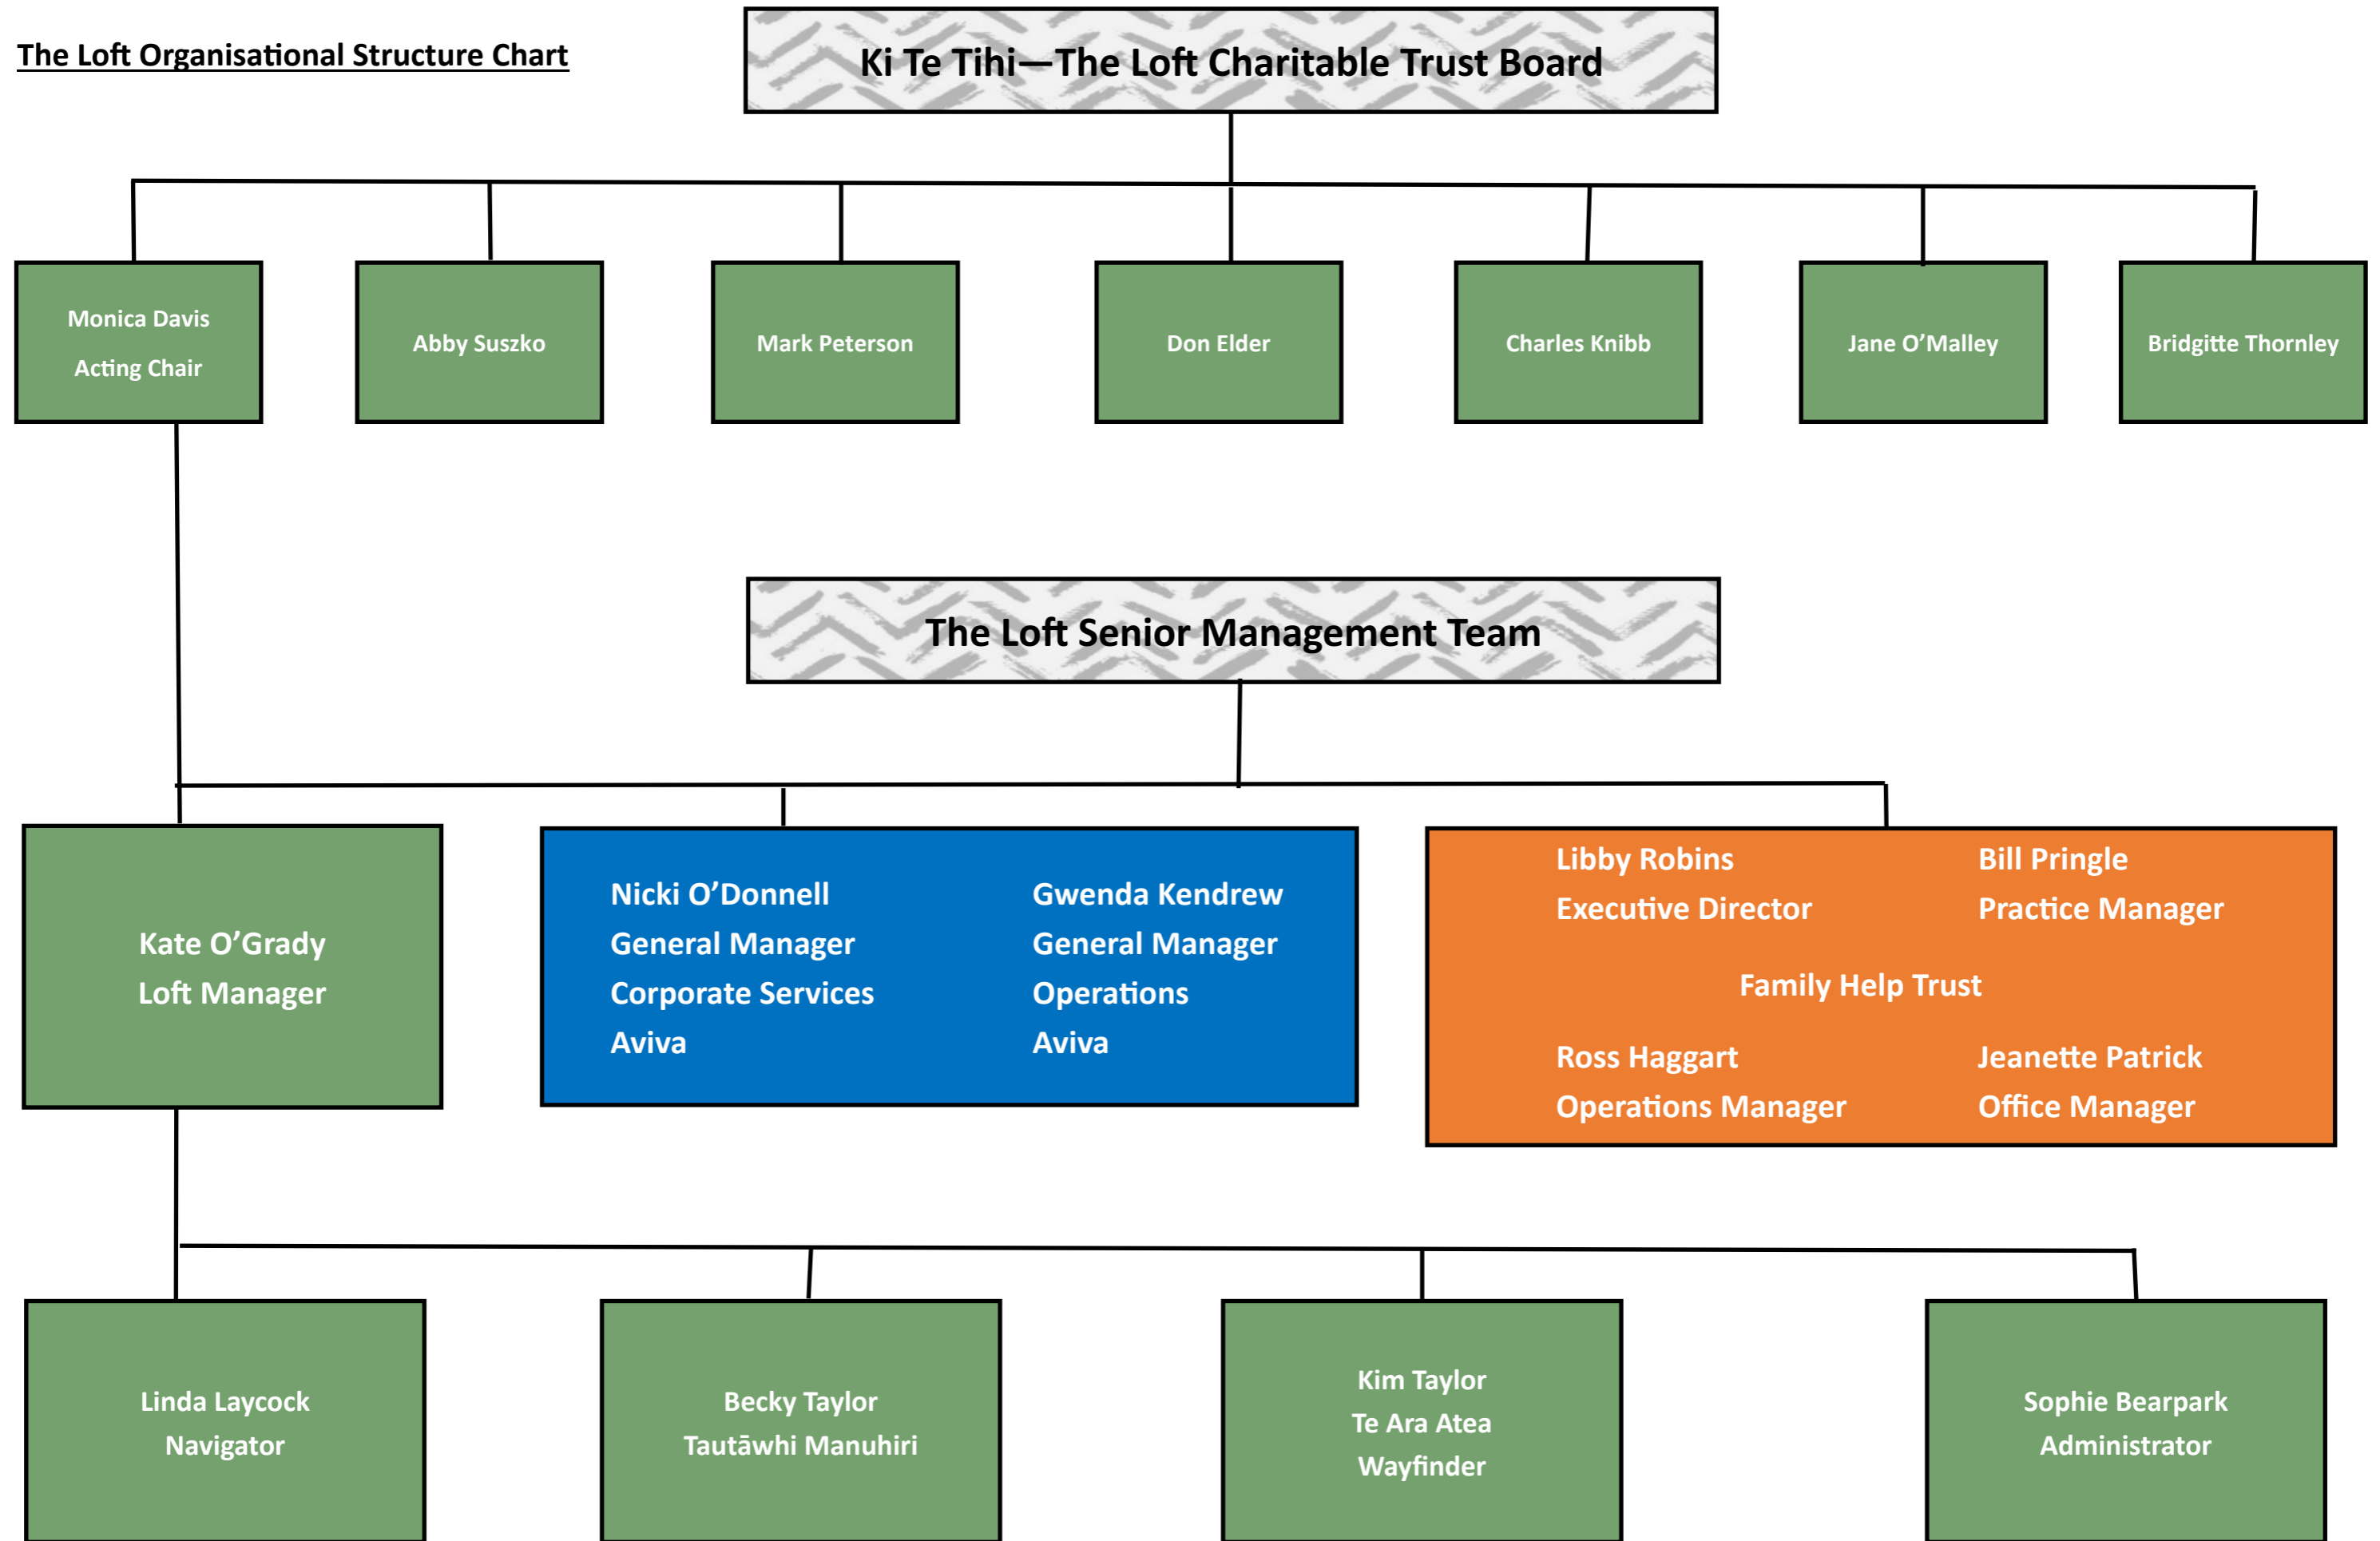 The Loft Organisational Structure Chart
Ki Te Tihi—The Loft Charitable Trust Board
Monica Davis
Acting Chair
Abby Suszko
Mark Peterson
Don Elder
Charles Knibb
Jane O’Malley
Bridgitte Thornley
The Loft Senior Management Team
Kate O’Grady
Loft Manager
Nicki O’Donnell
General Manager
Corporate Services
Aviva
Gwenda Kendrew
General Manager
Operations
Aviva
Libby Robins
Executive Director
Bill Pringle
Practice Manager
Family Help Trust
Ross Haggart
Operations Manager
Jeanette Patrick
Office Manager
Linda Laycock
Navigator
Becky Taylor
Tautāwhi Manuhiri
Kim Taylor
Te Ara Atea
Wayfinder
Sophie Bearpark
Administrator